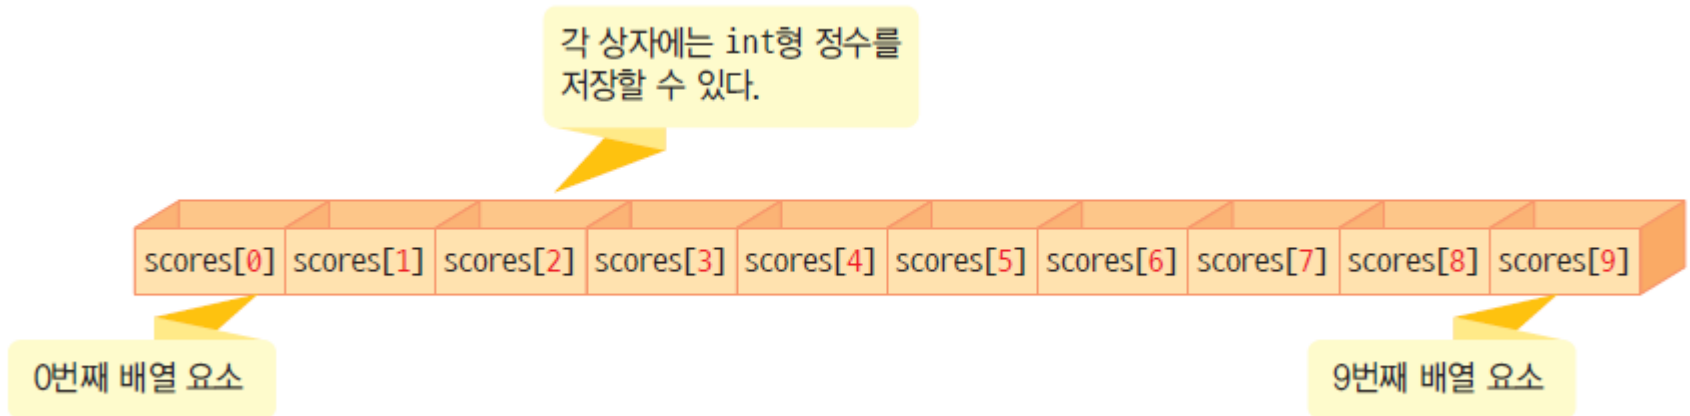 각 상자에는 int형 정수를
저장할 수 있다.
scores[0] scores[1] scores[2] scores[3] scores[4] scores[5] scores[6] scores[7] scores[8] scores[9]
0번째 배열 요소
9번째 배열 요소